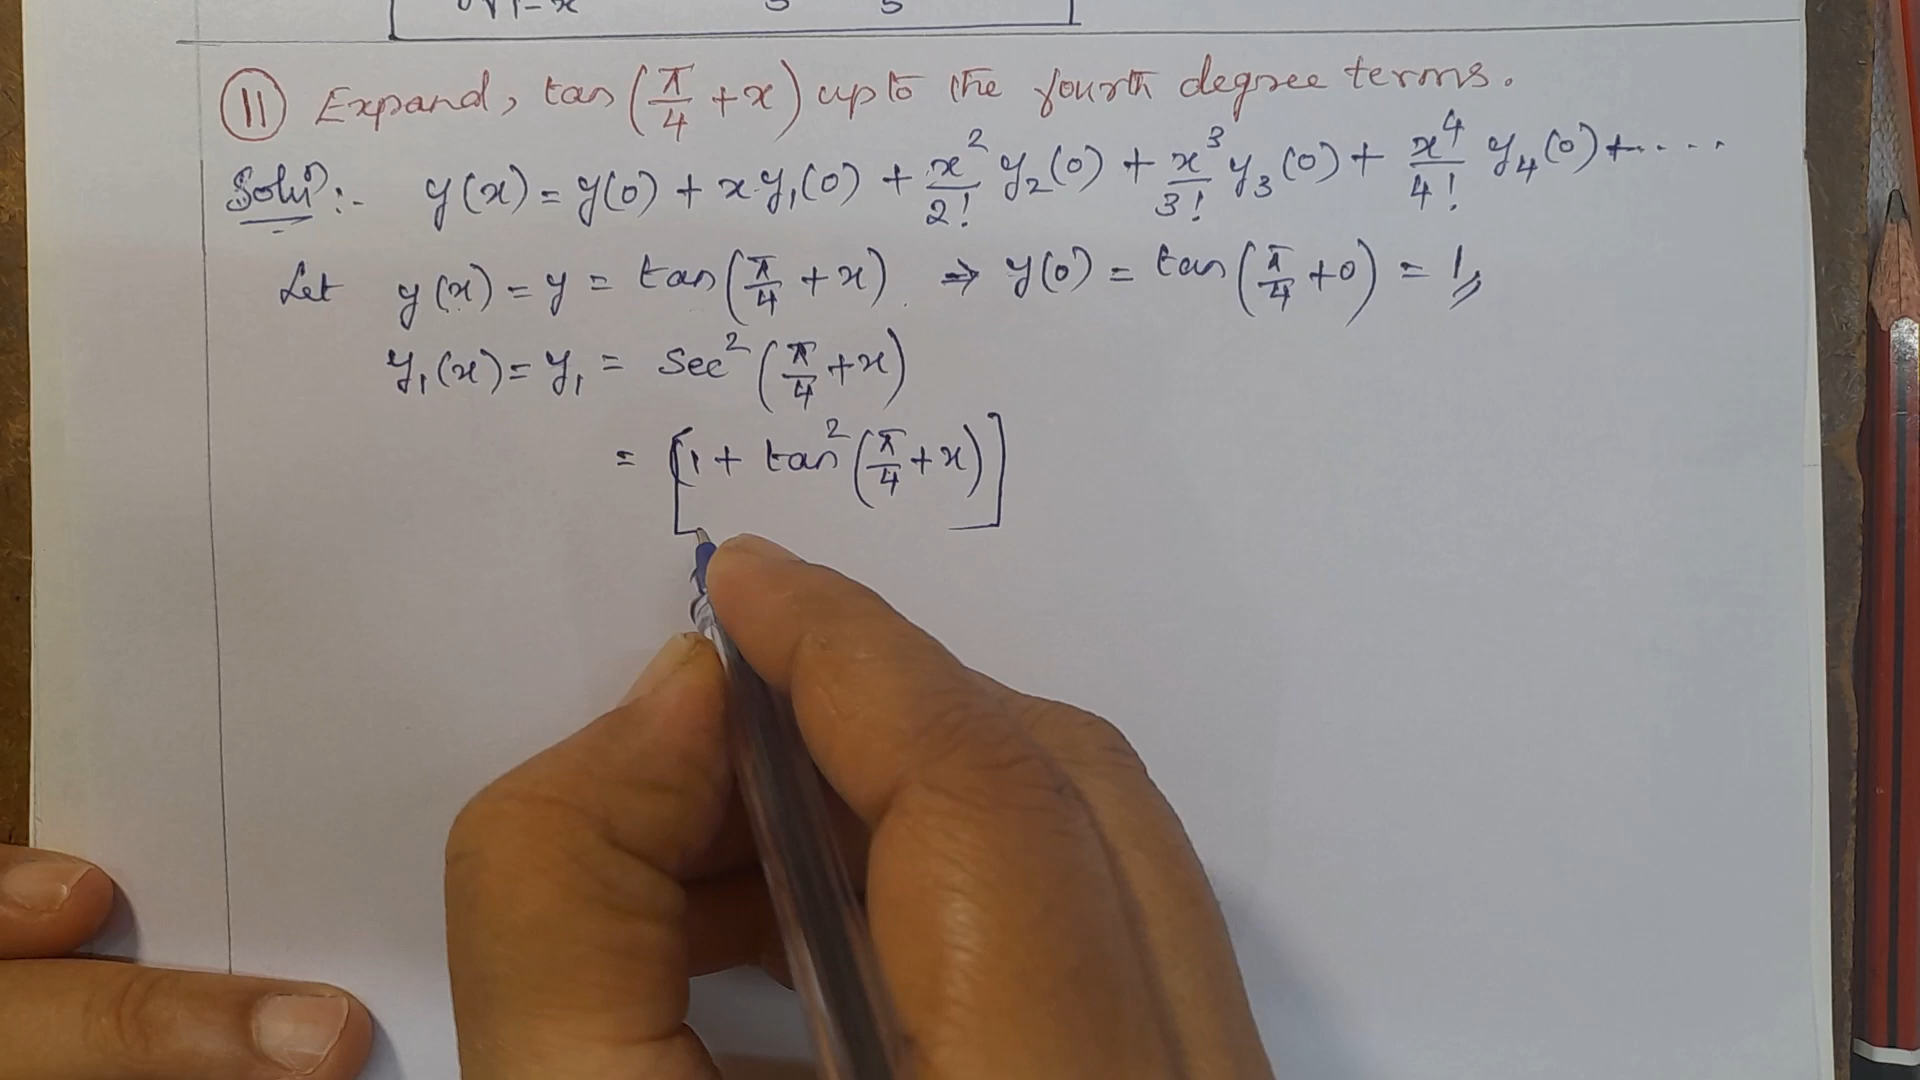 ⑪ Expand, tan(π/4 + x) upto the fourth degree terms.
Soluⁿ:- y(x) = y(0) + x·y₁(0) + x²/2! y₂(0) + x³/3! y₃(0) + x⁴/4! y₄(0) + ....
Let y(x) = y = tan(π/4 + x) ⇒ y(0) = tan(π/4 + 0) = 1,,
y₁(x) = y₁ = Sec²(π/4 + x)
= [1 + tan²(π/4 + x)]